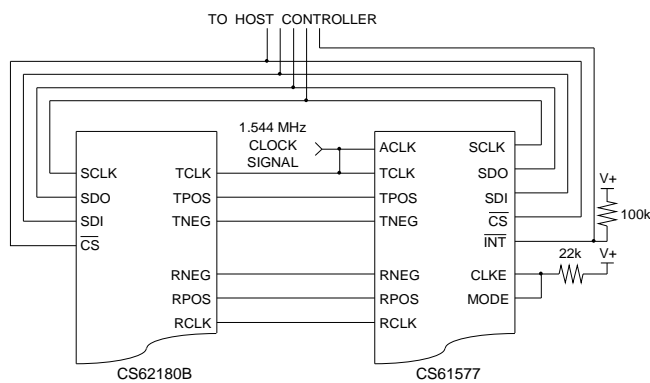 TO HOST CONTROLLER
1.544 MHz
CLOCK
SIGNAL
SCLK
SDO
SDI
CS
TCLK
TPOS
TNEG
RNEG
RPOS
RCLK
CS62180B
ACLK
TCLK
TPOS
TNEG
RNEG
RPOS
RCLK
SCLK
SDO
SDI
CS
INT
CLKE
MODE
CS61577
V+
100k
22k
V+